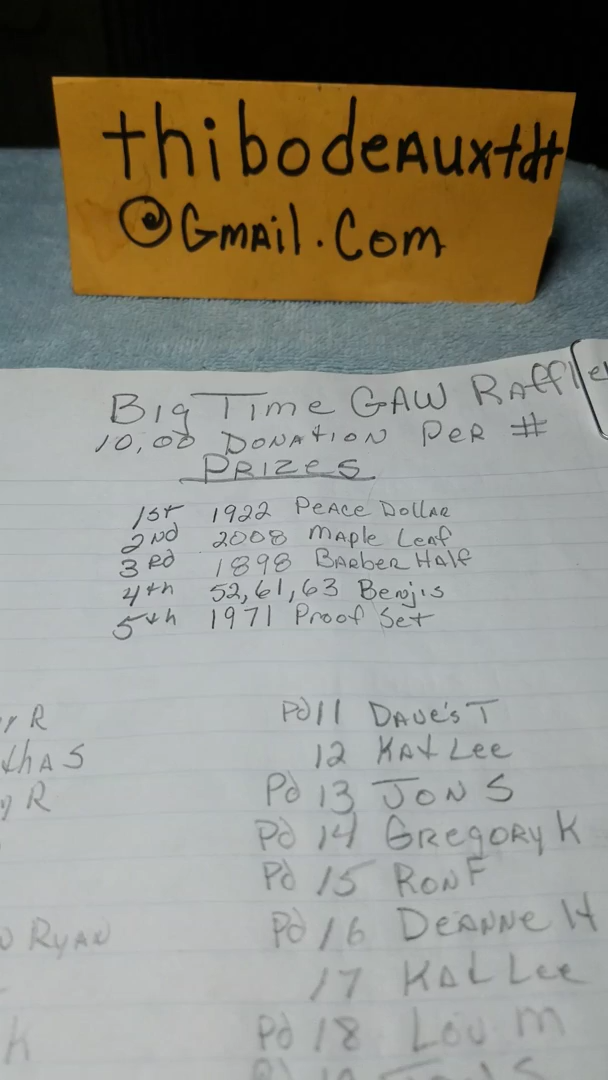 thibodeAuxtdt
@Gmail.Com
Big Time GAW Raffle
10,00 Donation Per #
Prizes
1st 1922 Peace Dollar
2nd 2008 Maple Leaf
3rd 1898 Barber Half
4th 52,61,63 Benjis
5th 1971 Proof Set
R
Pd 11 Dave's T
thA S
12 Kat Lee
R
Pd 13 Jon S
Pd 14 Gregory K
Pd 15 Ron F
Ryan
Pd 16 Deanne H
17 Kat Lee
K
Pd 18 Lou M